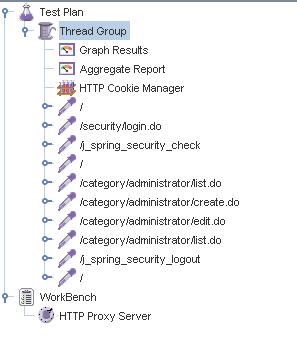 Test Plan
Thread Group
Graph Results
Aggregate Report
HTTP Cookie Manager
/
/security/login.do
/j_spring_security_check
/
/category/administrator/list.do
/category/administrator/create.do
/category/administrator/edit.do
/category/administrator/list.do
/j_spring_security_logout
/
WorkBench
HTTP Proxy Server